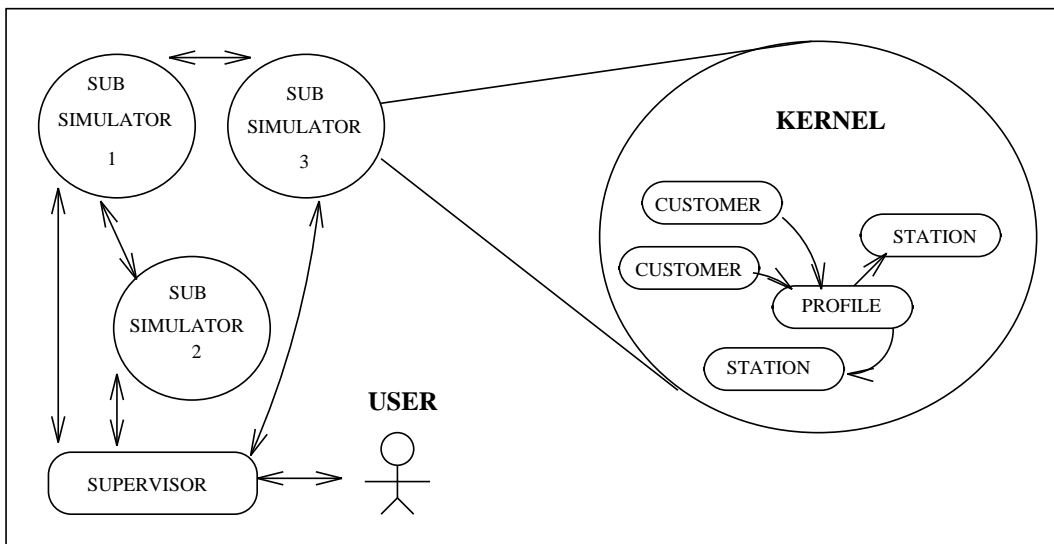 SUB
SIMULATOR
1
SUB
SIMULATOR
3
SUB
SIMULATOR
2
SUPERVISOR
USER
KERNEL
CUSTOMER
CUSTOMER
STATION
PROFILE
STATION